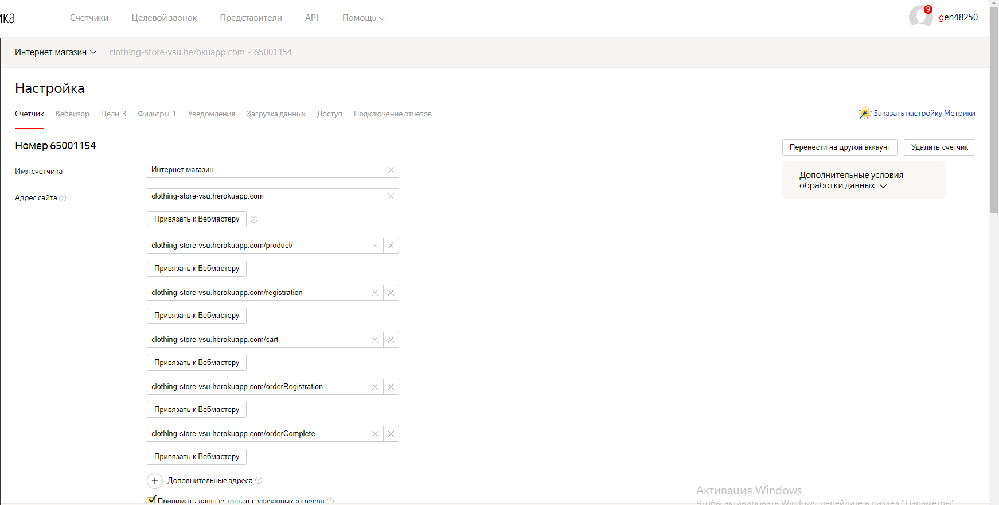 ика
Счетчики Целевой звонок Представители API Помощь
9
gen48250
Интернет магазин clothing-store-vsu.herokuapp.com • 65001154
Настройка
Счетчик Вебвизор Цели 3 Фильтры 1 Уведомления Загрузка данных Доступ Подключение отчетов
Заказать настройку Метрики
Номер 65001154
Перенести на другой аккаунт Удалить счетчик
Дополнительные условия
обработки данных
Имя счетчика Интернет магазин
Адрес сайта ? clothing-store-vsu.herokuapp.com
Привязать к Вебмастеру ?
clothing-store-vsu.herokuapp.com/product/
Привязать к Вебмастеру
clothing-store-vsu.herokuapp.com/registration
Привязать к Вебмастеру
clothing-store-vsu.herokuapp.com/cart
Привязать к Вебмастеру
clothing-store-vsu.herokuapp.com/orderRegistration
Привязать к Вебмастеру
clothing-store-vsu.herokuapp.com/orderComplete
Привязать к Вебмастеру
+ Дополнительные адреса ?
Принимать данные только с указанных адресов ?
Активация Windows
Чтобы активировать Windows, перейдите в раздел "Параметры".